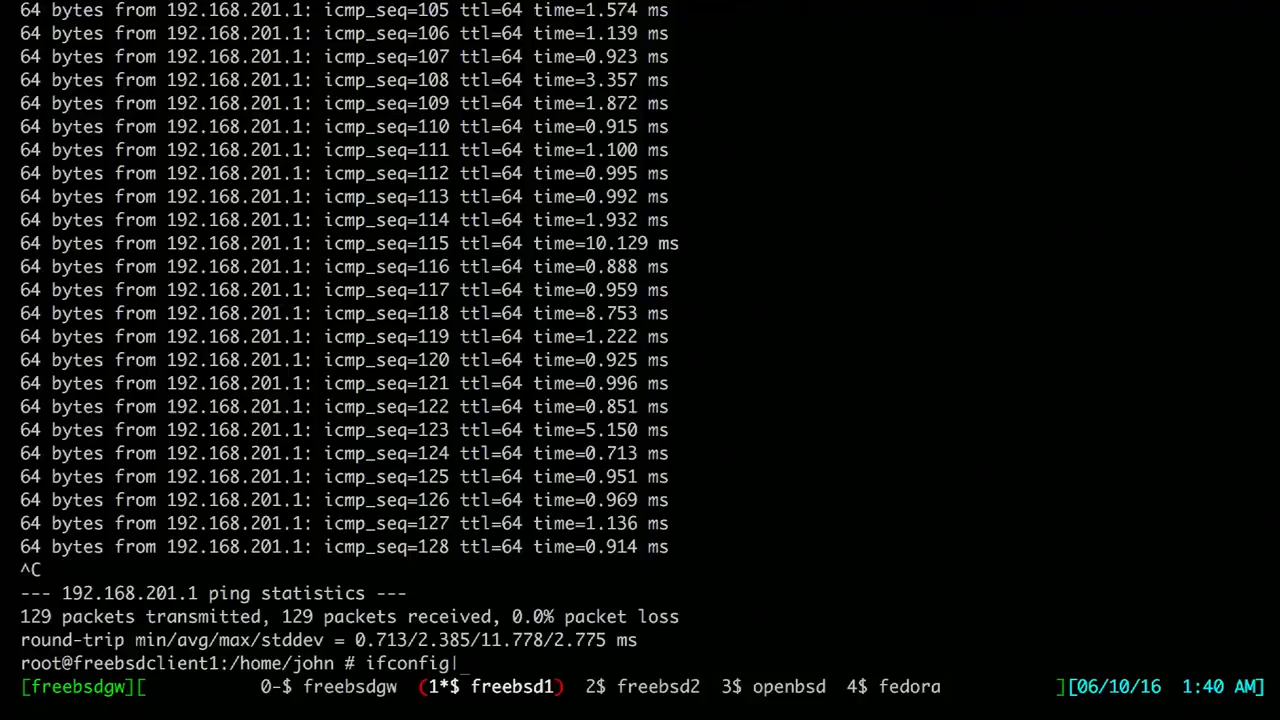 64 bytes from 192.168.201.1: icmp_seq=105 ttl=64 time=1.574 ms
64 bytes from 192.168.201.1: icmp_seq=106 ttl=64 time=1.139 ms
64 bytes from 192.168.201.1: icmp_seq=107 ttl=64 time=0.923 ms
64 bytes from 192.168.201.1: icmp_seq=108 ttl=64 time=3.357 ms
64 bytes from 192.168.201.1: icmp_seq=109 ttl=64 time=1.872 ms
64 bytes from 192.168.201.1: icmp_seq=110 ttl=64 time=0.915 ms
64 bytes from 192.168.201.1: icmp_seq=111 ttl=64 time=1.100 ms
64 bytes from 192.168.201.1: icmp_seq=112 ttl=64 time=0.995 ms
64 bytes from 192.168.201.1: icmp_seq=113 ttl=64 time=0.992 ms
64 bytes from 192.168.201.1: icmp_seq=114 ttl=64 time=1.932 ms
64 bytes from 192.168.201.1: icmp_seq=115 ttl=64 time=10.129 ms
64 bytes from 192.168.201.1: icmp_seq=116 ttl=64 time=0.888 ms
64 bytes from 192.168.201.1: icmp_seq=117 ttl=64 time=0.959 ms
64 bytes from 192.168.201.1: icmp_seq=118 ttl=64 time=8.753 ms
64 bytes from 192.168.201.1: icmp_seq=119 ttl=64 time=1.222 ms
64 bytes from 192.168.201.1: icmp_seq=120 ttl=64 time=0.925 ms
64 bytes from 192.168.201.1: icmp_seq=121 ttl=64 time=0.996 ms
64 bytes from 192.168.201.1: icmp_seq=122 ttl=64 time=0.851 ms
64 bytes from 192.168.201.1: icmp_seq=123 ttl=64 time=5.150 ms
64 bytes from 192.168.201.1: icmp_seq=124 ttl=64 time=0.713 ms
64 bytes from 192.168.201.1: icmp_seq=125 ttl=64 time=0.951 ms
64 bytes from 192.168.201.1: icmp_seq=126 ttl=64 time=0.969 ms
64 bytes from 192.168.201.1: icmp_seq=127 ttl=64 time=1.136 ms
64 bytes from 192.168.201.1: icmp_seq=128 ttl=64 time=0.914 ms
^C
--- 192.168.201.1 ping statistics ---
129 packets transmitted, 129 packets received, 0.0% packet loss
round-trip min/avg/max/stddev = 0.713/2.385/11.778/2.775 ms
root@freebsdclient1:/home/john # ifconfig|_
[freebsdgw][ 0-$ freebsdgw (1*$ freebsd1) 2$ freebsd2 3$ openbsd 4$ fedora ][06/10/16 1:40 AM]